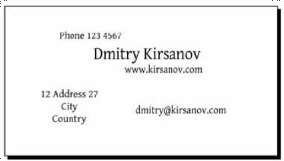 Phone 123 4567
Dmitry Kirsanov
www.kirsanov.com
12 Address 27
City
Country
dmitry@kirsanov.com